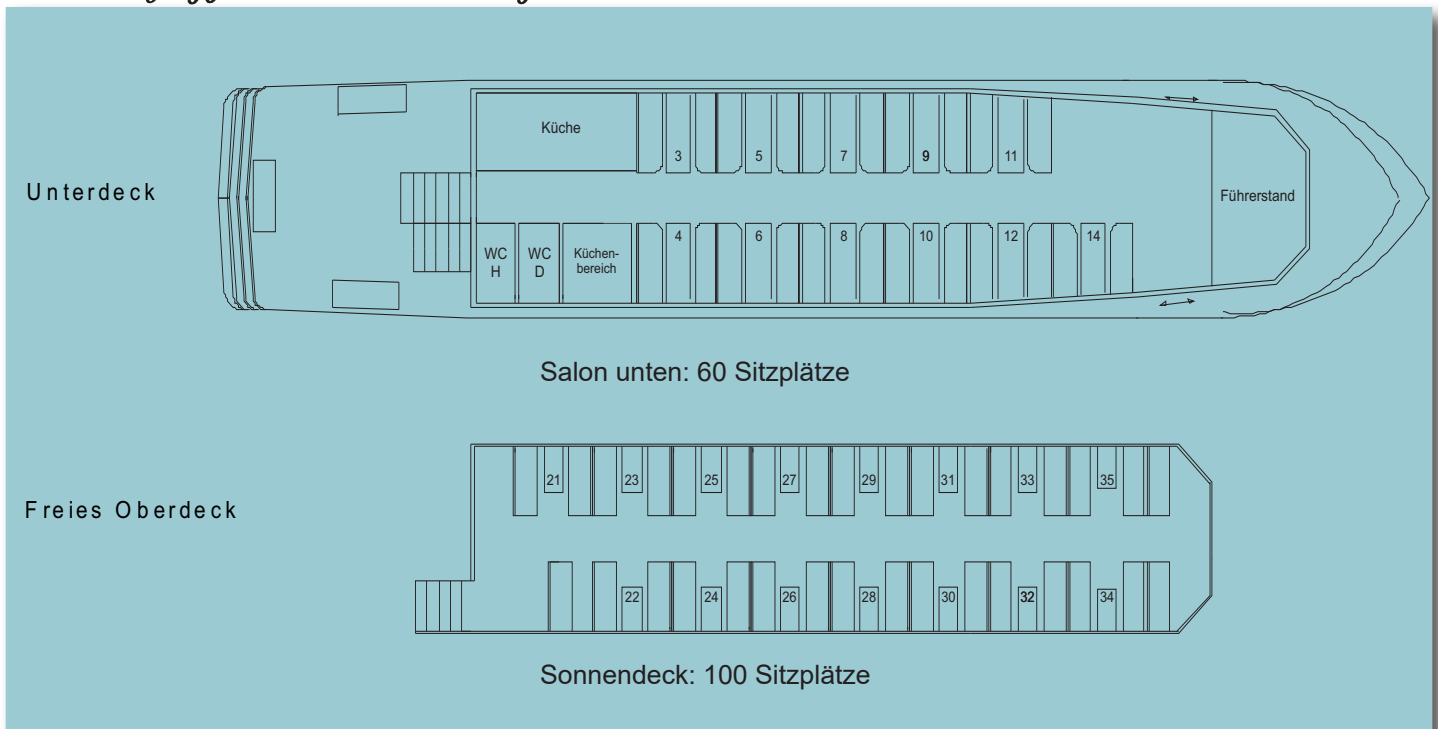 Küche
3 5 7 9 11
Unterdeck
Führerstand
4 6 8 10 12 14
WC H
WC D
Küchen-
bereich
Salon unten: 60 Sitzplätze
21 23 25 27 29 31 33 35
Freies Oberdeck
22 24 26 28 30 32 34
Sonnendeck: 100 Sitzplätze